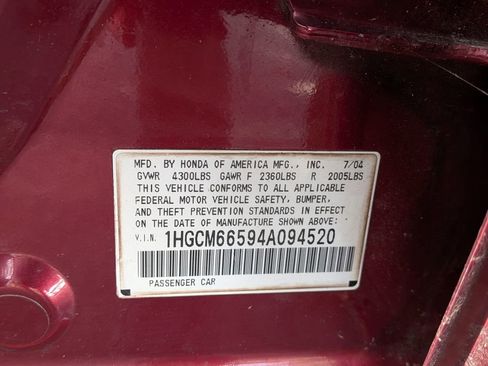 MFD. BY HONDA OF AMERICA MFG., INC. 7/04
GVWR 4300LBS GAWR F 2360LBS R 2005LBS
THIS VEHICLE CONFORMS TO ALL APPLICABLE
FEDERAL MOTOR VEHICLE SAFETY, BUMPER,
AND THEFT PREVENTION STANDARDS IN EFFECT
ON THE DATE OF MANUFACTURE SHOWN ABOVE:
V.I.N. 1HGCM66594A094520
PASSENGER CAR